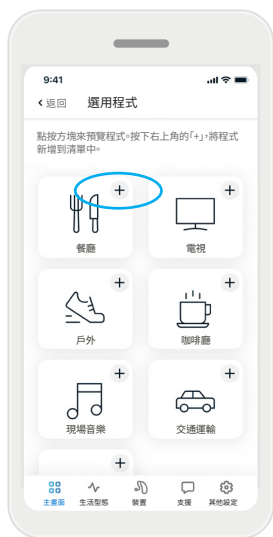 9:41
返回 選用程式
點按方塊來預覽程式。按下右上角的「+」，將程式
新增到清單中。
餐廳 電視
戶外 咖啡廳
現場音樂 交通運輸
主畫面 生活型態 裝置 支援 其他設定